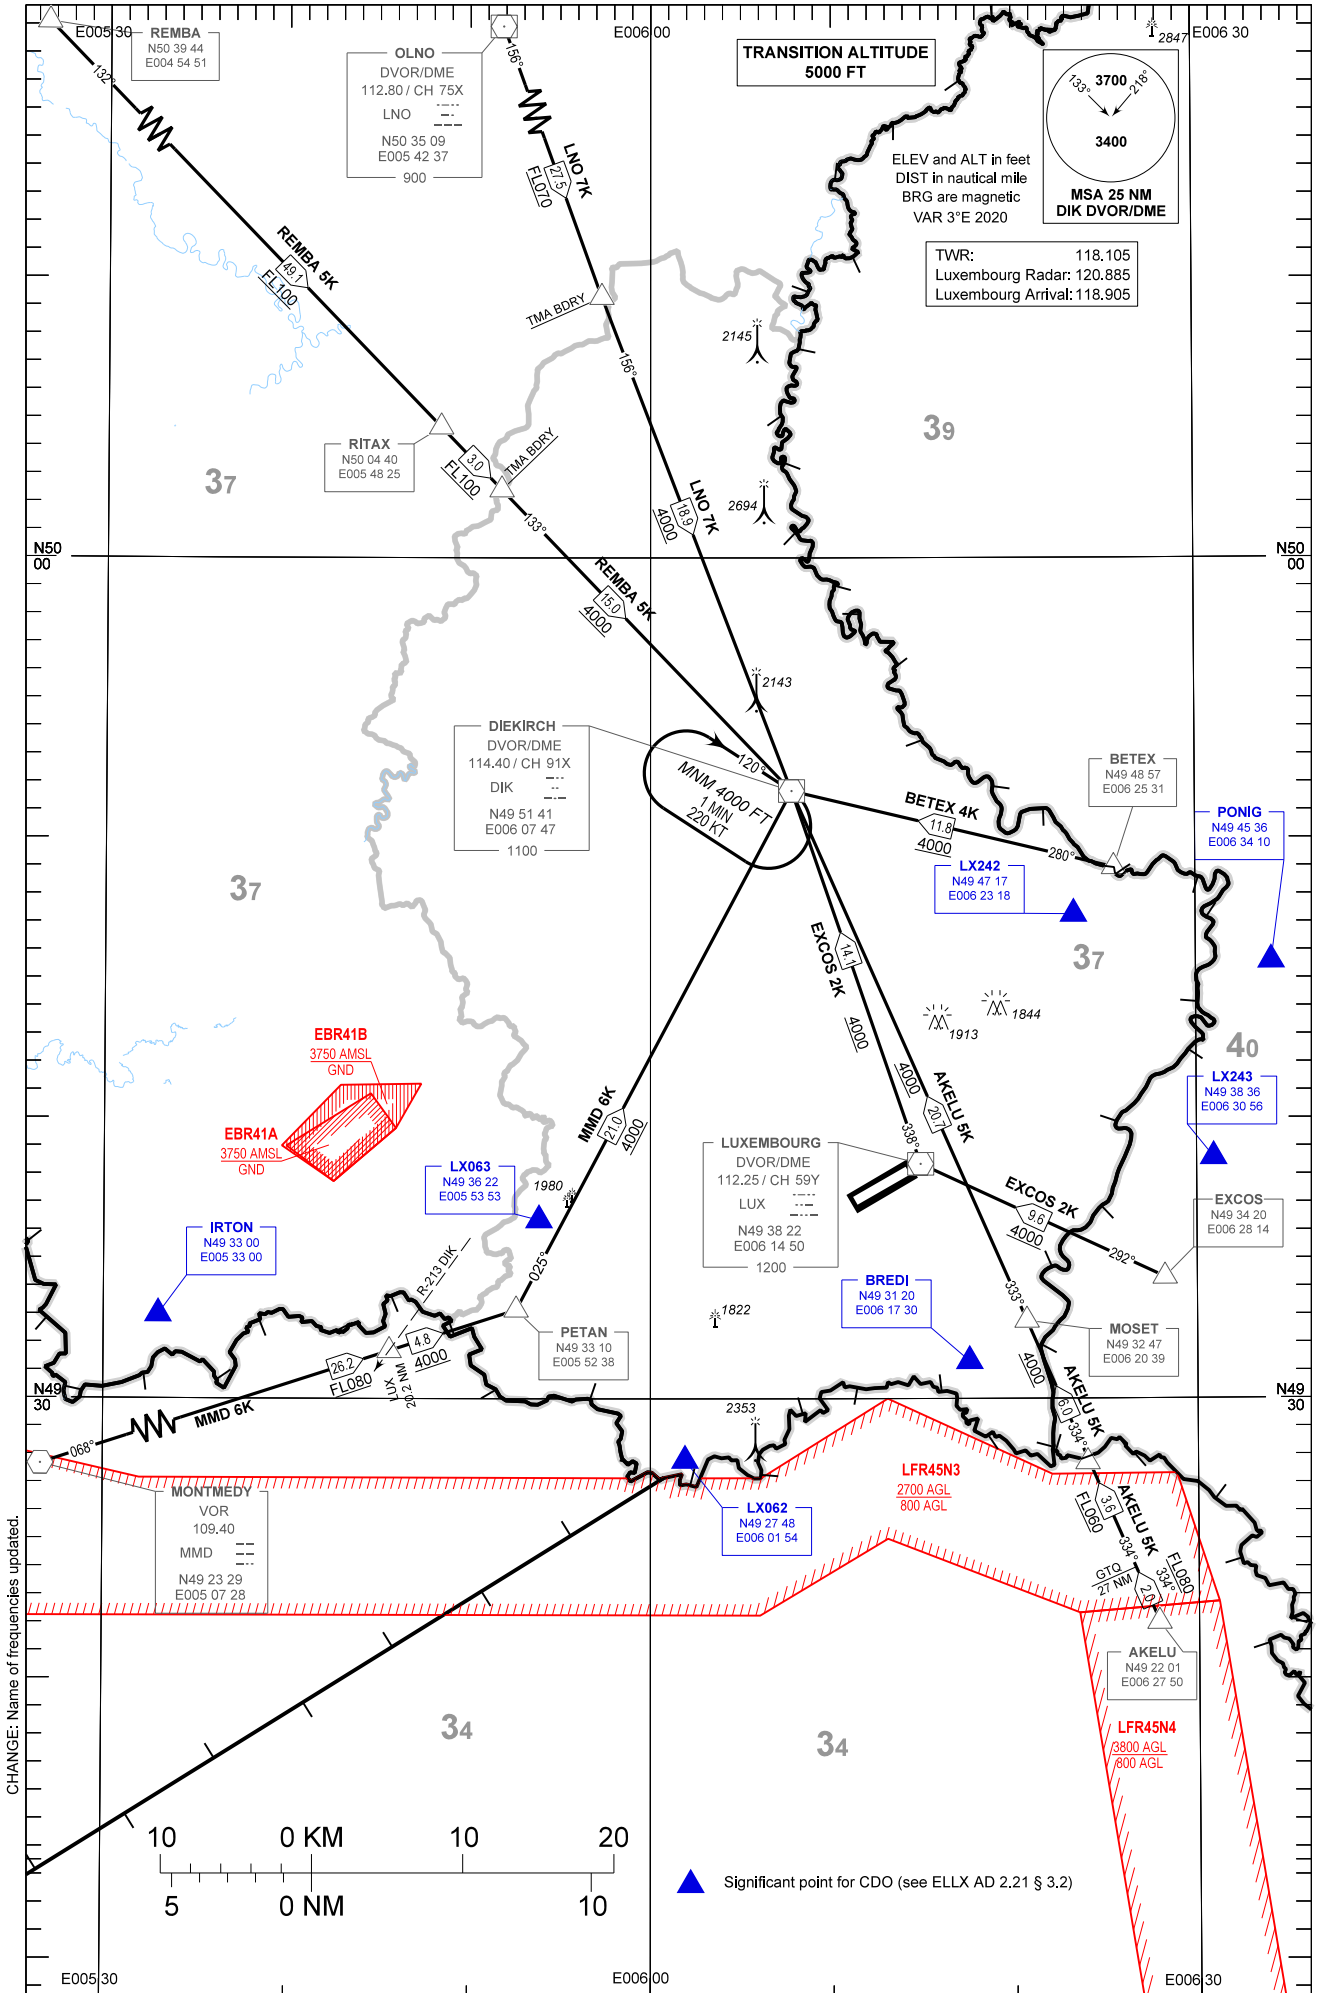 E005 30
REMBA
N50 39 44
E004 54 51
OLNO
DVOR/DME
112.80 / CH 75X
LNO
N50 35 09
E005 42 37
900
E006 00
TRANSITION ALTITUDE
5000 FT
2847
E006 30
3700
133°
218°
3400
MSA 25 NM
DIK DVOR/DME
ELEV and ALT in feet
DIST in nautical mile
BRG are magnetic
VAR 3°E 2020
TWR: 118.105
Luxembourg Radar: 120.885
Luxembourg Arrival: 118.905
132°
156°
LNO 7K
27.5
FL070
REMBA 5K
49.1
FL100
TMA BDRY
156°
2145
39
RITAX
N50 04 40
E005 48 25
3.0
FL100
TMA BDRY
37
133°
LNO 7K
18.9
4000
2694
N50
00
N50
00
REMBA 5K
15.0
4000
2143
DIEKIRCH
DVOR/DME
114.40 / CH 91X
DIK
N49 51 41
E006 07 47
1100
120°
MNM 4000 FT
1 MIN
220 KT
BETEX 4K
11.8
4000
280°
BETEX
N49 48 57
E006 25 31
PONIG
N49 45 36
E006 34 10
LX242
N49 47 17
E006 23 18
37
37
EXCOS 2K
14.1
4000
1913
1844
40
EBR41B
3750 AMSL
GND
EBR41A
3750 AMSL
GND
LX243
N49 38 36
E006 30 56
4000
AKELU 5K
20.7
338°
MMD 6K
21.0
4000
LUXEMBOURG
DVOR/DME
112.25 / CH 59Y
LUX
N49 38 22
E006 14 50
1200
LX063
N49 36 22
E005 53 53
1980
EXCOS 2K
9.6
4000
292°
EXCOS
N49 34 20
E006 28 14
IRTON
N49 33 00
E005 33 00
R-213 DIK
025°
BREDI
N49 31 20
E006 17 30
333°
1822
MOSET
N49 32 47
E006 20 39
PETAN
N49 33 10
E005 52 38
4.8
4000
26.2
FL080
LUX
20.2 NM
MMD 6K
068°
N49
30
N49
30
4000
AKELU 5K
6.0
334°
2353
LFR45N3
2700 AGL
800 AGL
MONTMEDY
VOR
109.40
MMD
N49 23 29
E005 07 28
LX062
N49 27 48
E006 01 54
AKELU 5K
3.6
FL060
334°
GTQ
27 NM
FL080
334°
2.0
AKELU
N49 22 01
E006 27 50
LFR45N4
3800 AGL
800 AGL
34
34
CHANGE: Name of frequencies updated.
10 0 KM 10 20
5 0 NM 10
Significant point for CDO (see ELLX AD 2.21 § 3.2)
E005 30
E006 00
E006 30